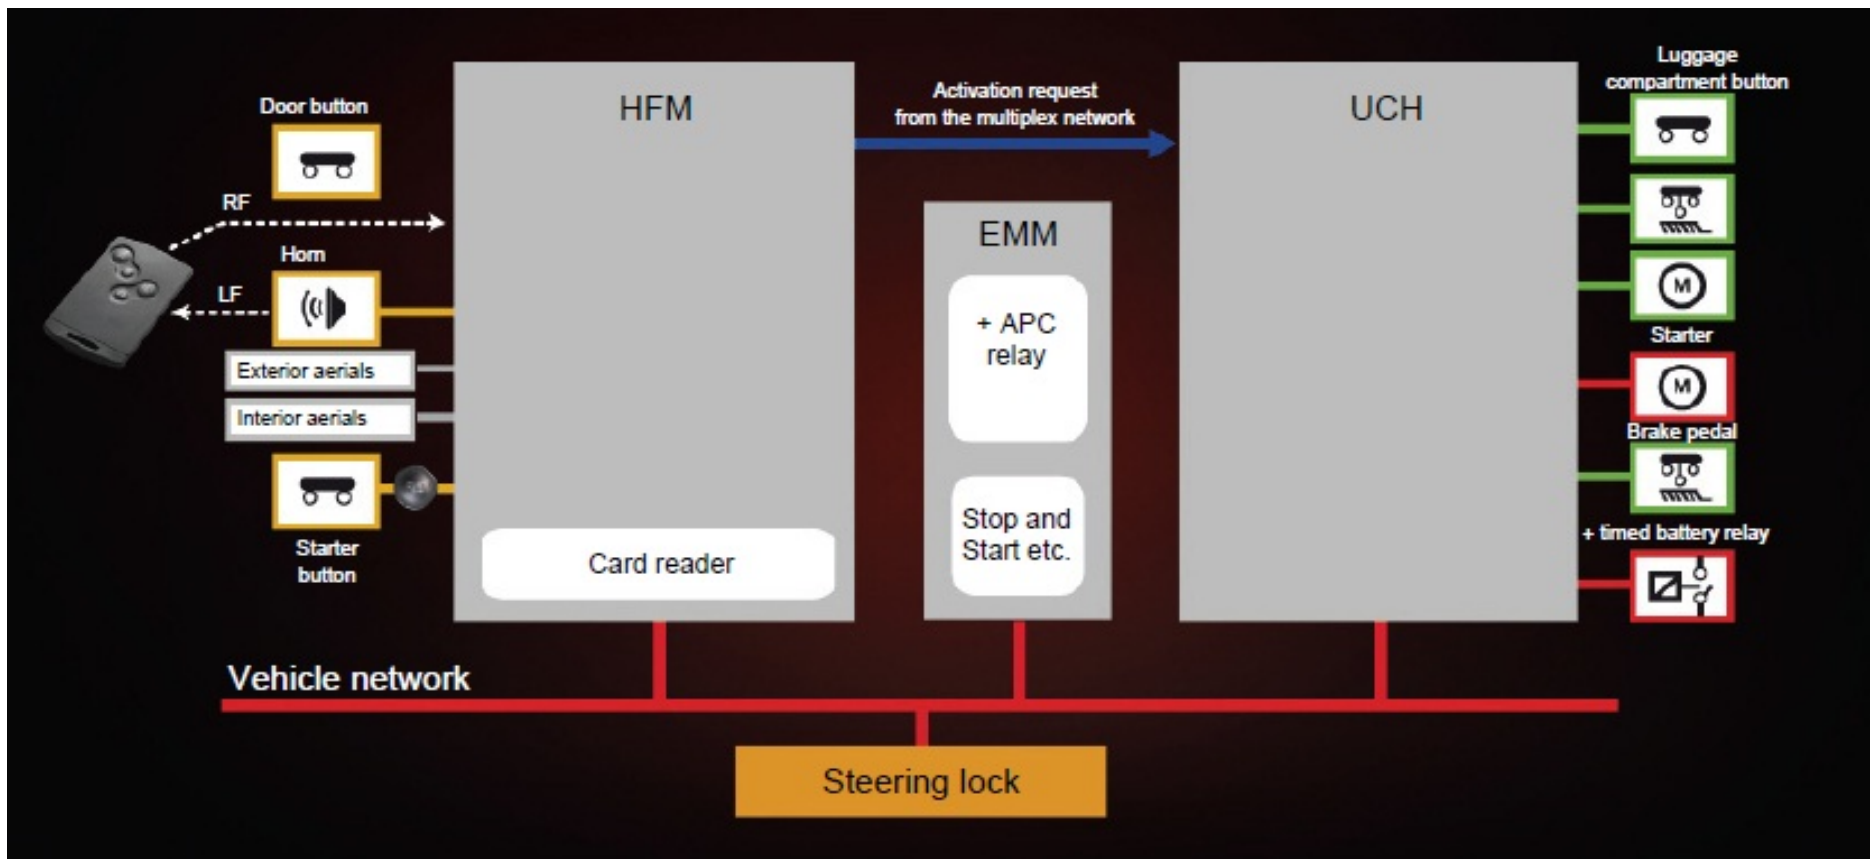 Door button
RF
Horn
LF
Exterior aerials
Interior aerials
Starter
button
HFM
Card reader
Activation request
from the multiplex network
EMM
+ APC
relay
Stop and
Start etc.
UCH
Luggage
compartment button
M
Starter
M
Brake pedal
+ timed battery relay
Vehicle network
Steering lock